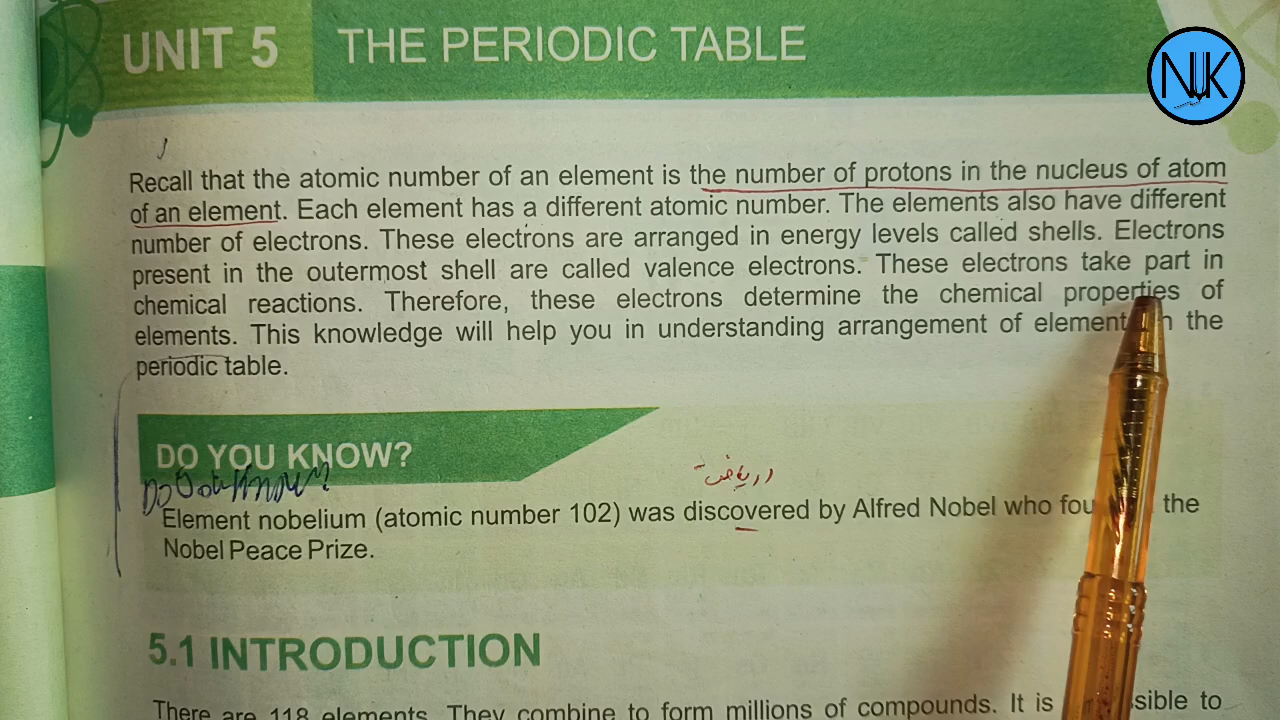 UNIT 5 THE PERIODIC TABLE
NJK
Recall that the atomic number of an element is the number of protons in the nucleus of atom
of an element. Each element has a different atomic number. The elements also have different
number of electrons. These electrons are arranged in energy levels called shells. Electrons
present in the outermost shell are called valence electrons. These electrons take part in
chemical reactions. Therefore, these electrons determine the chemical properties of
elements. This knowledge will help you in understanding arrangement of element the
periodic table.
DO YOU KNOW?
Do You Know?
دریافت
Element nobelium (atomic number 102) was discovered by Alfred Nobel who fou the
Nobel Peace Prize.
5.1 INTRODUCTION
There are 118 elements. They combine to form millions of compounds. It is sible to